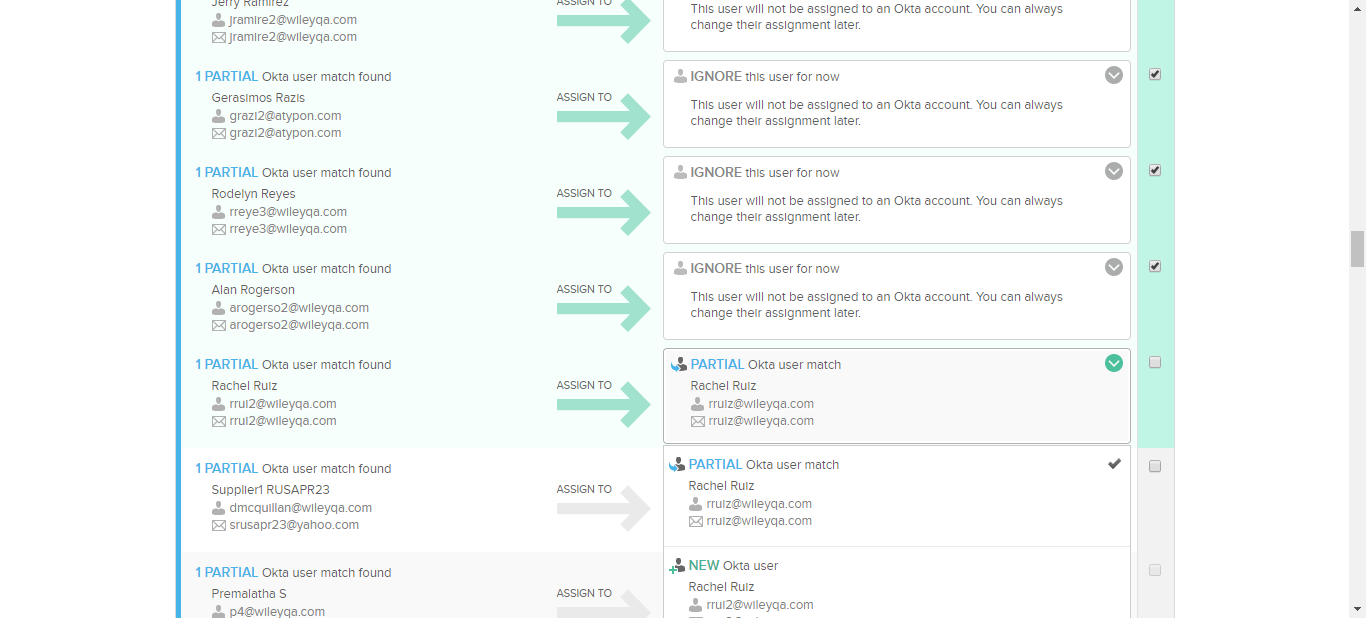 Jerry Ramirez
jramire2@wileyqa.com
jramire2@wileyqa.com
ASSIGN TO
This user will not be assigned to an Okta account. You can always
change their assignment later.
1 PARTIAL Okta user match found
Gerasimos Razis
grazi2@atypon.com
grazi2@atypon.com
ASSIGN TO
IGNORE this user for now
This user will not be assigned to an Okta account. You can always
change their assignment later.
1 PARTIAL Okta user match found
Rodelyn Reyes
rreye3@wileyqa.com
rreye3@wileyqa.com
ASSIGN TO
IGNORE this user for now
This user will not be assigned to an Okta account. You can always
change their assignment later.
1 PARTIAL Okta user match found
Alan Rogerson
arogerso2@wileyqa.com
arogerso2@wileyqa.com
ASSIGN TO
IGNORE this user for now
This user will not be assigned to an Okta account. You can always
change their assignment later.
1 PARTIAL Okta user match found
Rachel Ruiz
rrui2@wileyqa.com
rrui2@wileyqa.com
ASSIGN TO
PARTIAL Okta user match
Rachel Ruiz
rruiz@wileyqa.com
rruiz@wileyqa.com
1 PARTIAL Okta user match found
Supplier1 RUSAPR23
dmcquillan@wileyqa.com
srusapr23@yahoo.com
ASSIGN TO
PARTIAL Okta user match
Rachel Ruiz
rruiz@wileyqa.com
rruiz@wileyqa.com
1 PARTIAL Okta user match found
Premalatha S
p4@wileyqa.com
ASSIGN TO
NEW Okta user
Rachel Ruiz
rrui2@wileyqa.com